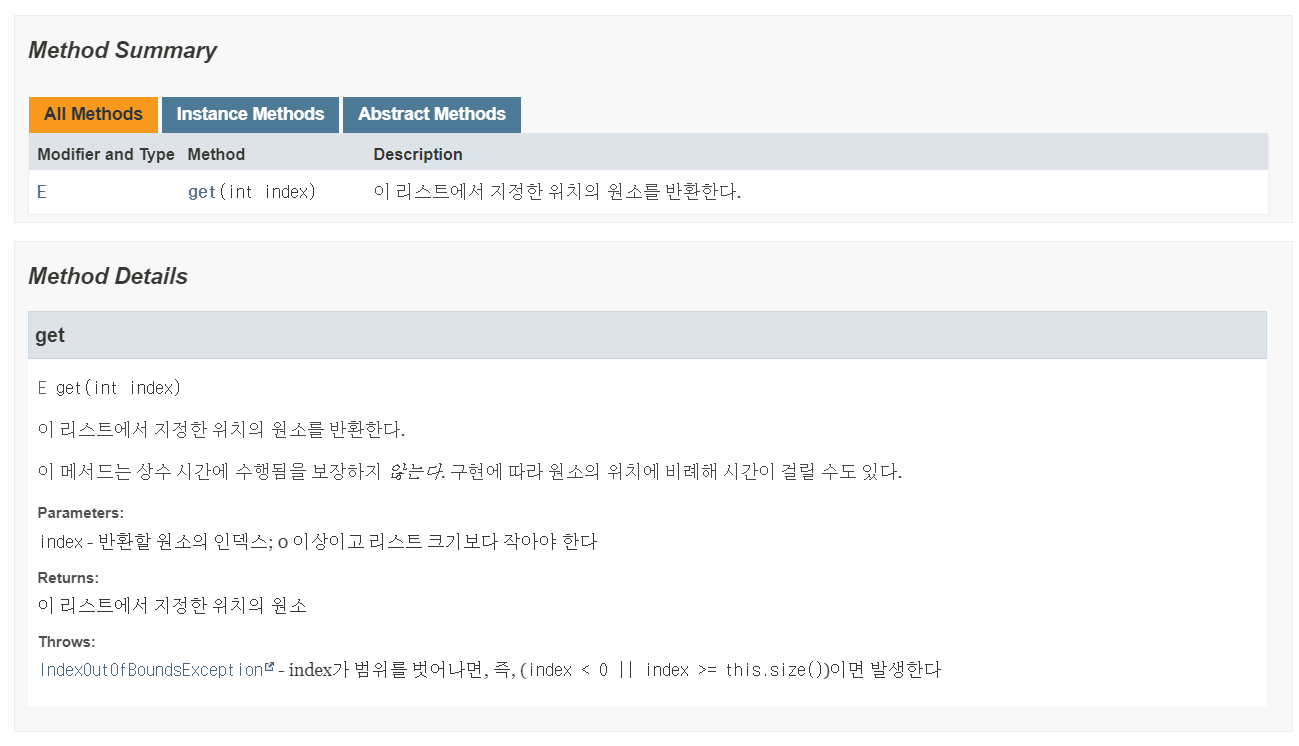 Method Summary
All Methods Instance Methods Abstract Methods
Modifier and Type Method Description
E get(int index) 이 리스트에서 지정한 위치의 원소를 반환한다.
Method Details
get
E get(int index)
이 리스트에서 지정한 위치의 원소를 반환한다.
이 메서드는 상수 시간에 수행됨을 보장하지 않는다. 구현에 따라 원소의 위치에 비례해 시간이 걸릴 수도 있다.
Parameters:
index - 반환할 원소의 인덱스; 0 이상이고 리스트 크기보다 작아야 한다
Returns:
이 리스트에서 지정한 위치의 원소
Throws:
IndexOutOfBoundsException - index가 범위를 벗어나면, 즉, (index < 0 || index >= this.size())이면 발생한다